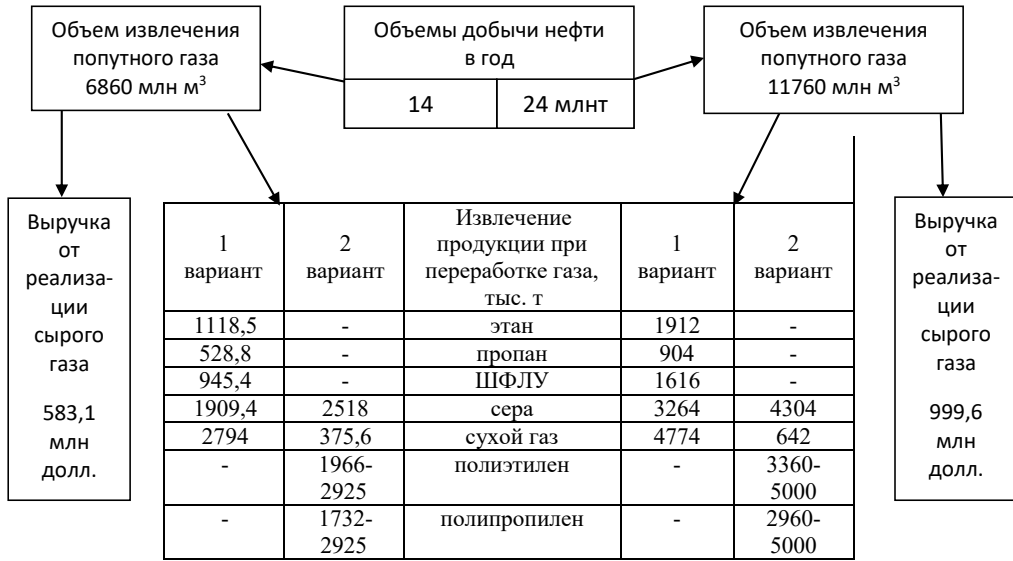 Объем извлечения
попутного газа
6860 млн м³
Объемы добычи нефти
в год
14
24 млнт
Объем извлечения
попутного газа
11760 млн м³
Выручка
от
реализа-
ции
сырого
газа
583,1
млн
долл.
1
вариант
2
вариант
Извлечение
продукции при
переработке газа,
тыс. т
1
вариант
2
вариант
1118,5 - этан 1912 -
528,8 - пропан 904 -
945,4 - ШФЛУ 1616 -
1909,4 2518 сера 3264 4304
2794 375,6 сухой газ 4774 642
- 1966- полиэтилен - 3360-
2925 5000
- 1732- полипропилен - 2960-
2925 5000
Выручка
от
реализа-
ции
сырого
газа
999,6
млн
долл.